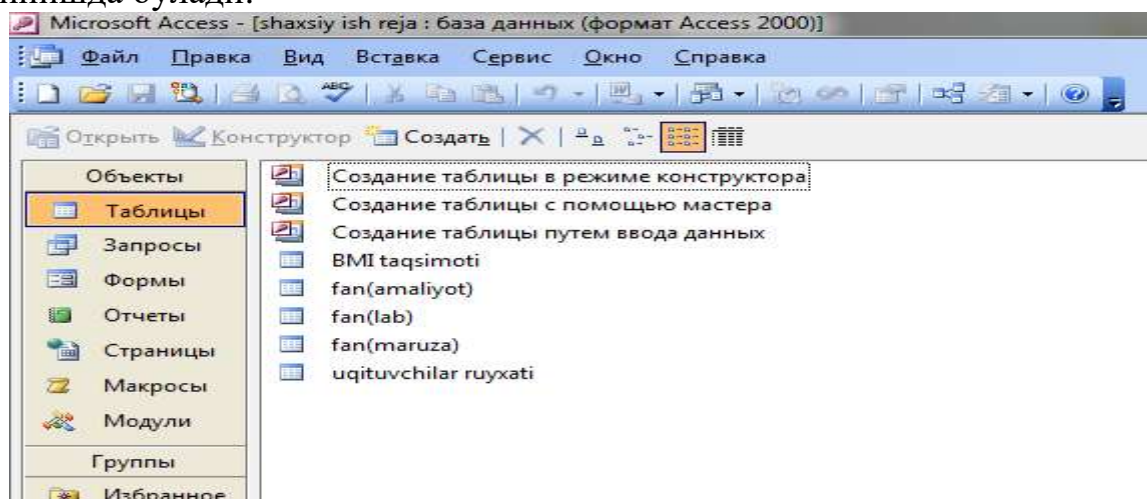 булади.
Microsoft Access - [shaxsiy ish reja : база данных (формат Access 2000)]
Файл Правка Вид Вставка Сервис Окно Справка
Открыть Конструктор Создать
Объекты
Таблицы
Запросы
Формы
Отчеты
Страницы
Макросы
Модули
Группы
Избранное
Создание таблицы в режиме конструктора
Создание таблицы с помощью мастера
Создание таблицы путем ввода данных
BMI taqsimoti
fan(amaliyot)
fan(lab)
fan(maruza)
uqituvchilar ruyxati